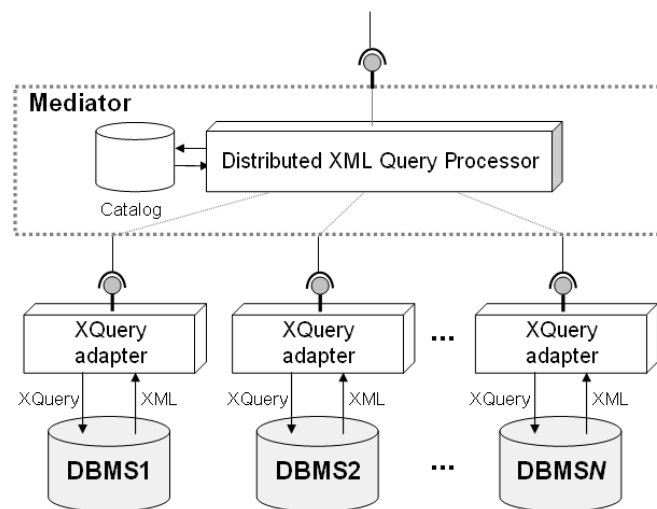 Mediator
Distributed XML Query Processor
Catalog
XQuery adapter
XQuery adapter
...
XQuery adapter
XQuery
XML
XQuery
XML
XQuery
XML
DBMS1
DBMS2
...
DBMSN